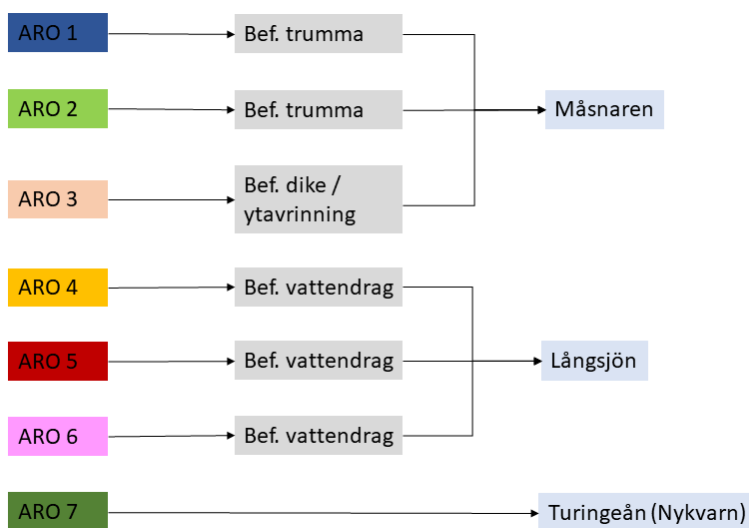 ARO 1
Bef. trumma
ARO 2
Bef. trumma
Måsnaren
ARO 3
Bef. dike /
ytavrinning
ARO 4
Bef. vattendrag
ARO 5
Bef. vattendrag
Långsjön
ARO 6
Bef. vattendrag
ARO 7
Turingeån (Nykvarn)